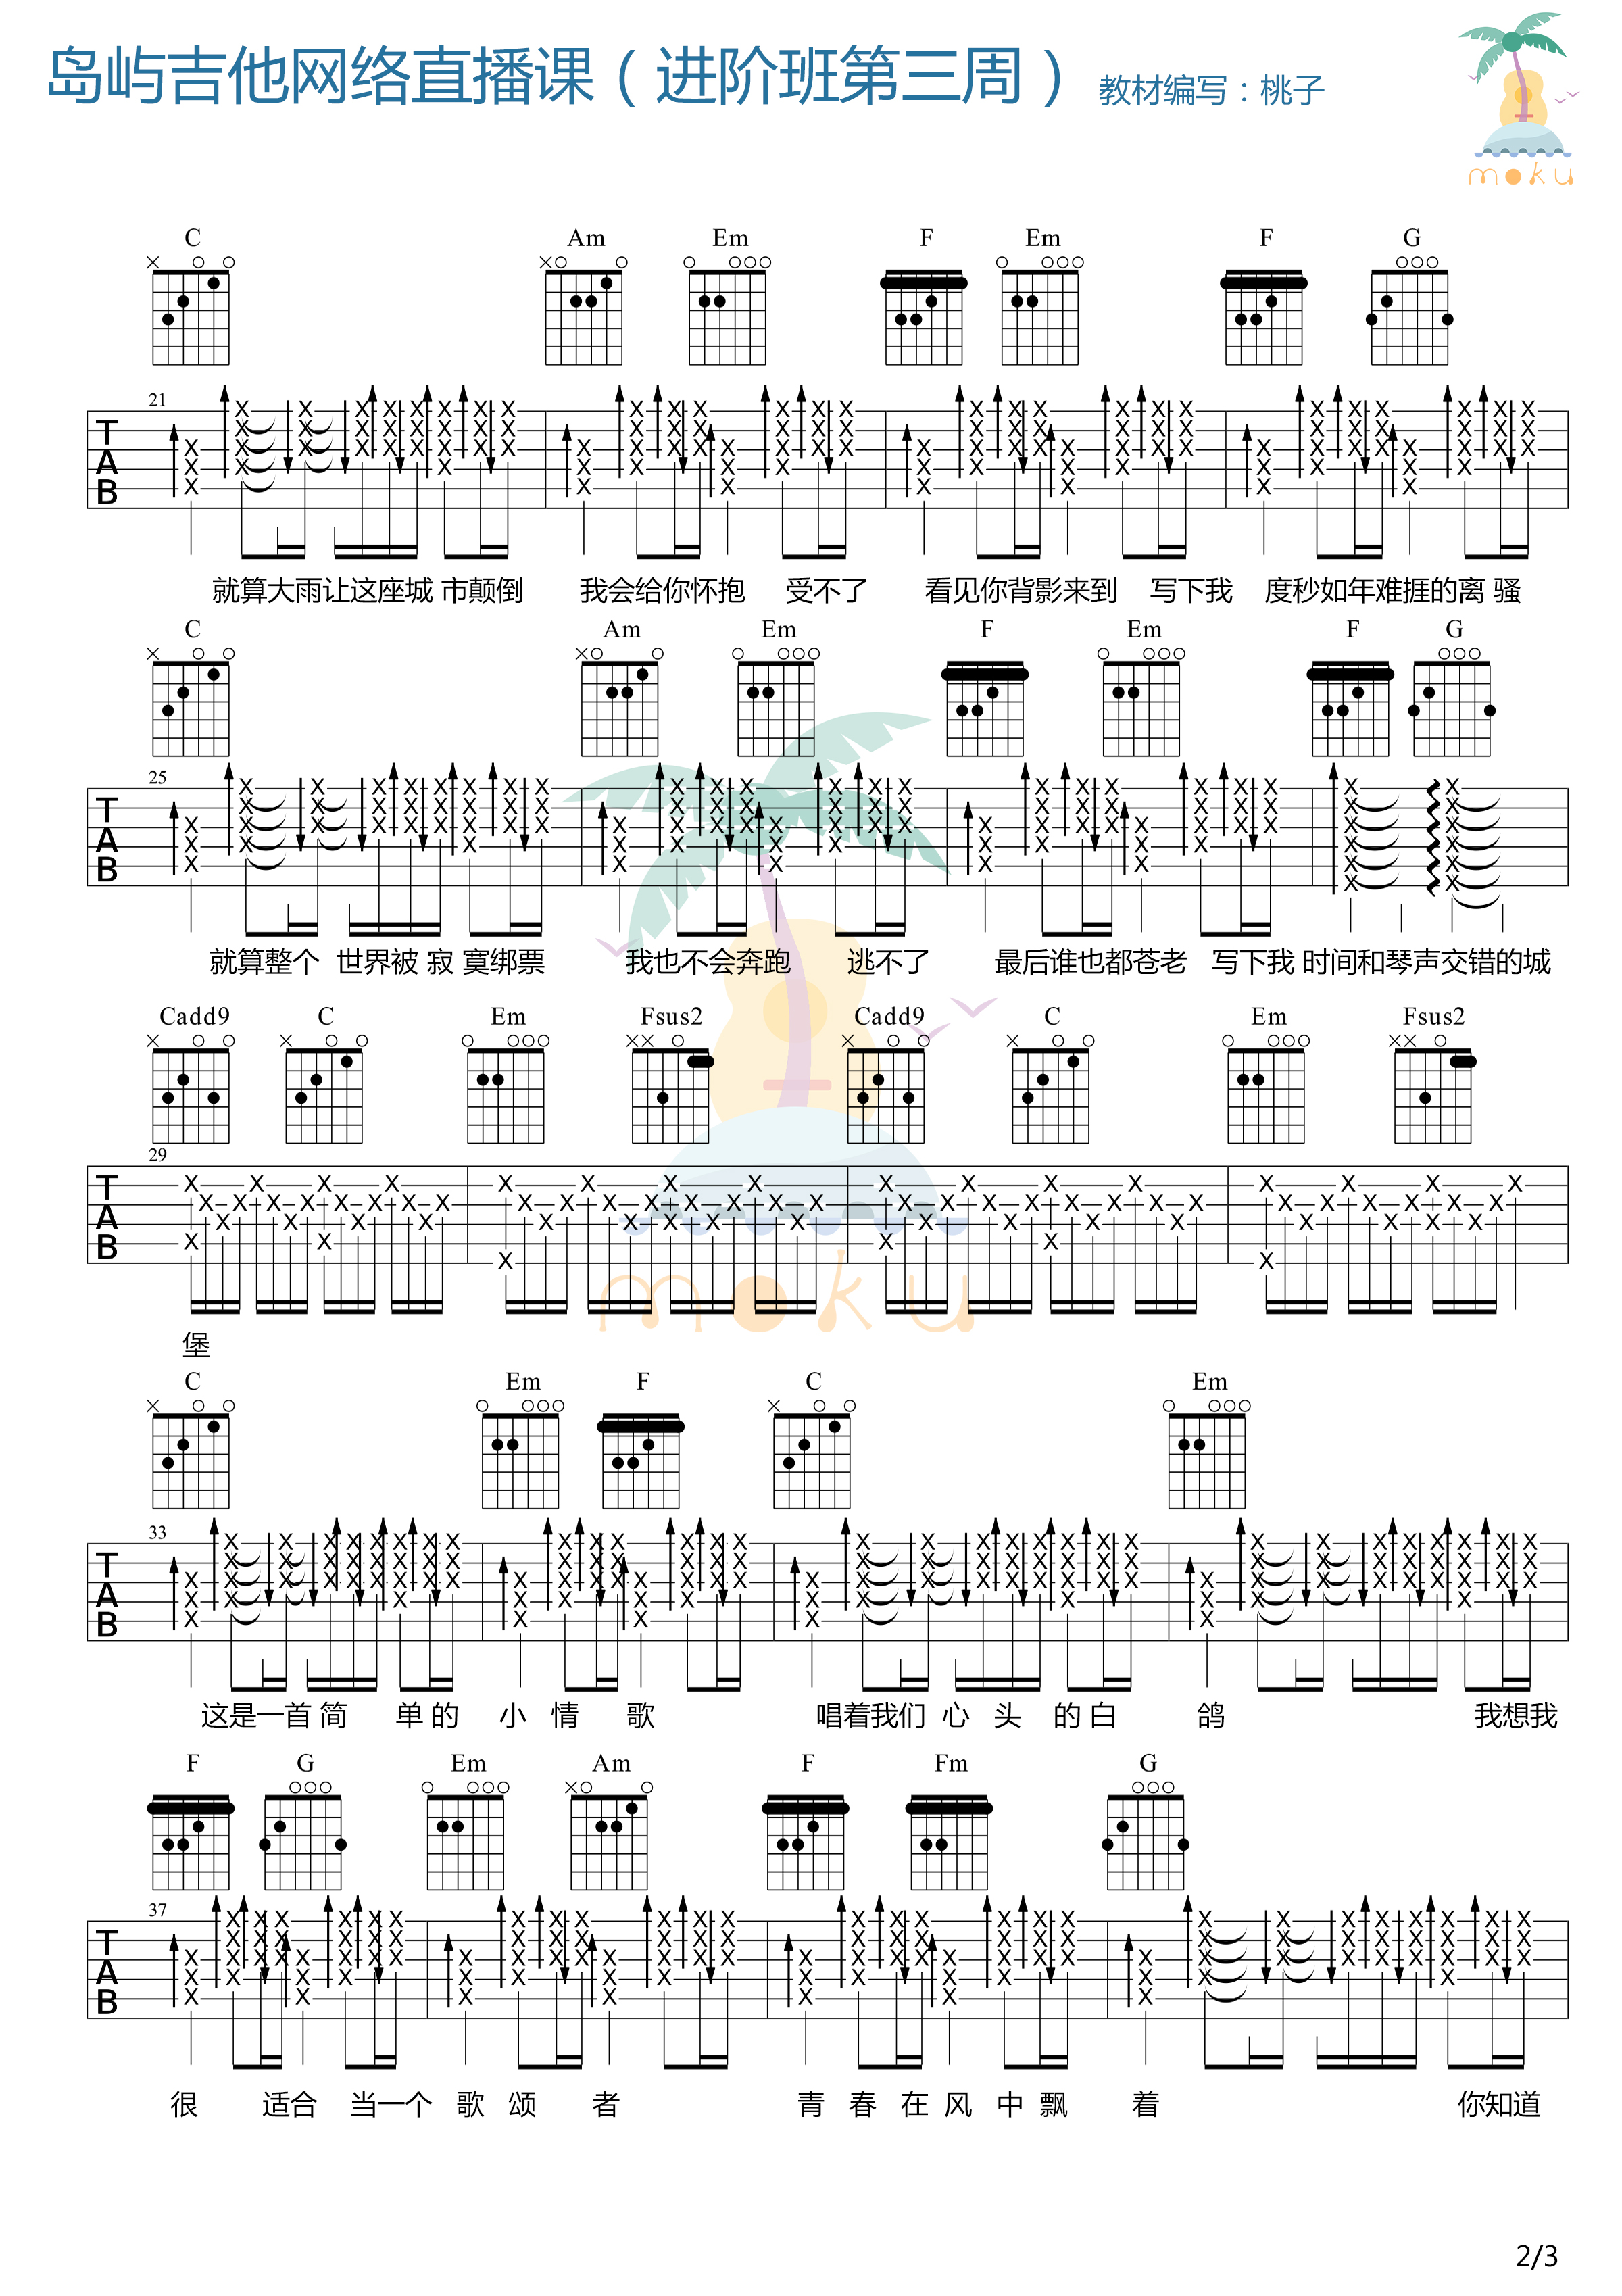 岛屿吉他网络直播课（进阶班第三周）教材编写：桃子
moku
C Am Em F Em F G
21
TAB
就算大雨让这座城 市颠倒 我会给你怀抱 受不了 看见你背影来到 写下我 度秒如年难捱的离 骚
C Am Em F Em F G
25
TAB
就算整个 世界被 寂 寞绑票 我也不会奔跑 逃不了 最后谁也都苍老 写下我 时间和琴声交错的城
Cadd9 C Em Fsus2 Cadd9 C Em Fsus2
29
TAB
moku
堡
C Em F C Em
33
TAB
这是一首简 单的 小 情 歌 唱着我们 心 头 的白 鸽 我想我
F G Em Am F Fm G
37
TAB
很 适合 当一个 歌 颂 者 青 春 在 风 中 飘 着 你知道
2/3